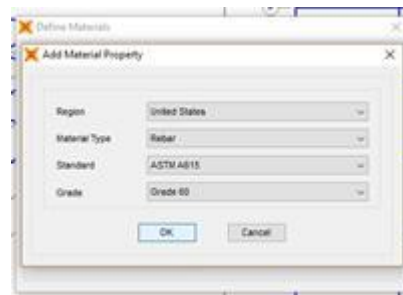 Define Materials
Add Material Property
Region United States
Material Type Rebar
Standard ASTM A615
Grade Grade 60
OK Cancel